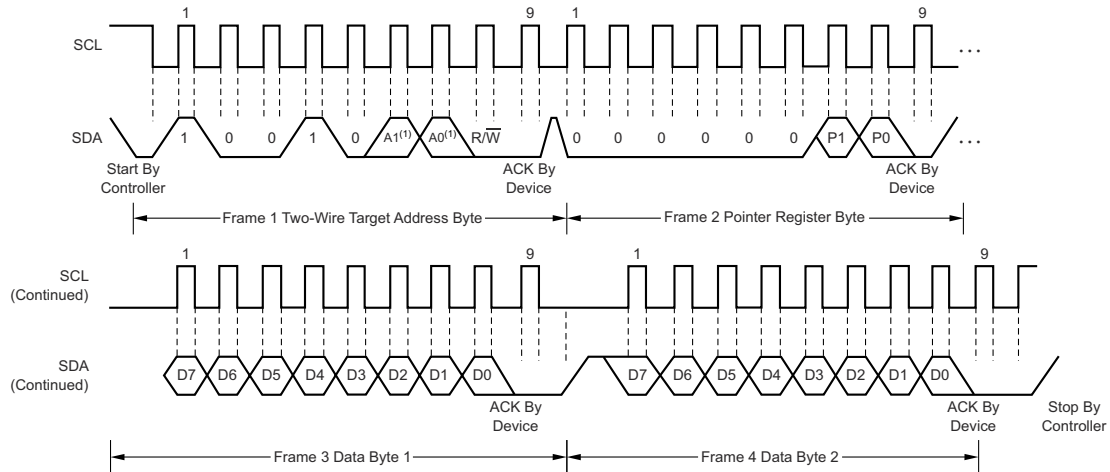 1 9 1 9
SCL ...
SDA 1 0 0 1 0 A1(1) A0(1) R/W 0 0 0 0 0 0 P1 P0 ...
Start By
Controller
ACK By
Device
ACK By
Device
Frame 1 Two-Wire Target Address Byte
Frame 2 Pointer Register Byte
1 9 1 9
SCL
(Continued)
SDA
(Continued)
D7 D6 D5 D4 D3 D2 D1 D0 D7 D6 D5 D4 D3 D2 D1 D0
ACK By
Device
ACK By
Device
Stop By
Controller
Frame 3 Data Byte 1
Frame 4 Data Byte 2